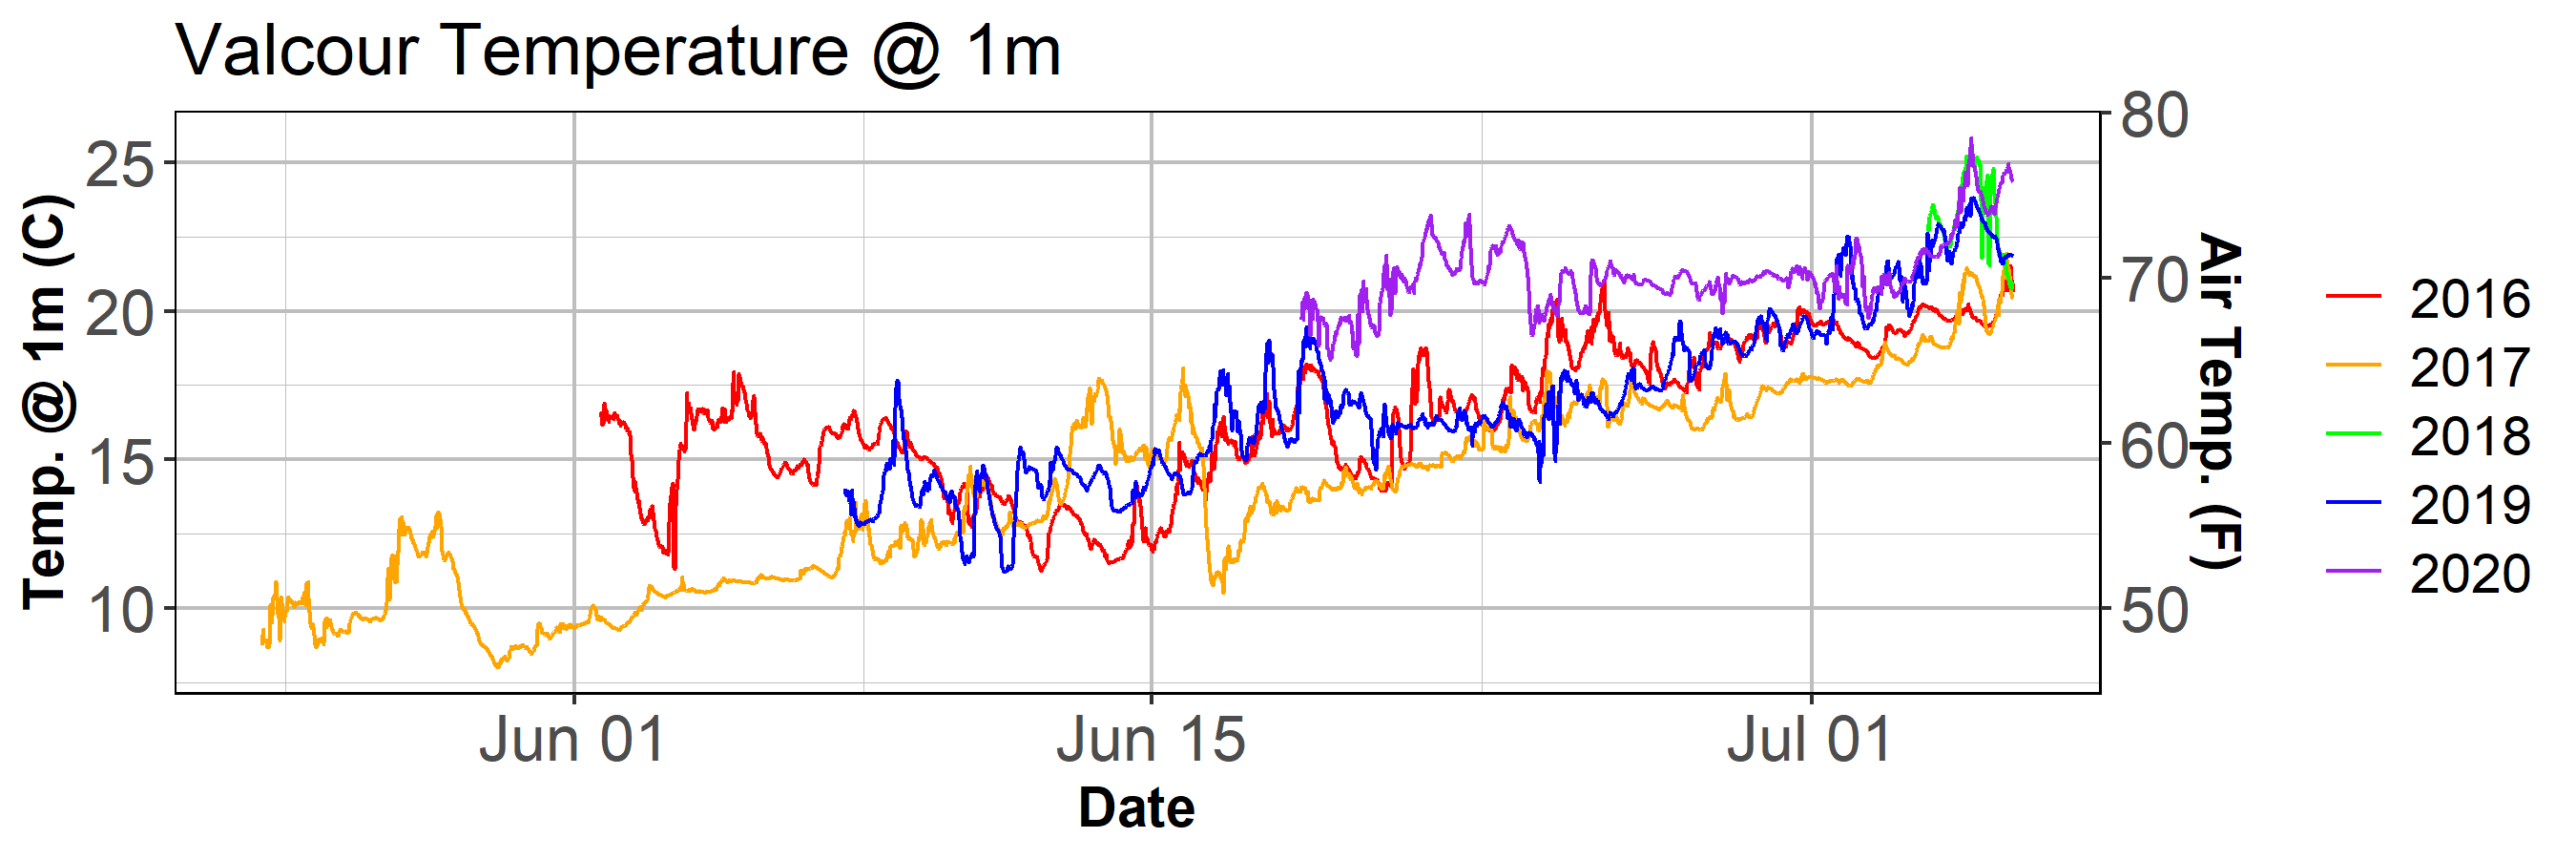 Valcour Temperature @ 1m
Temp. @ 1m (C)
25
20
15
10
80
70
60
50
Air Temp. (F)
Jun 01
Jun 15
Jul 01
Date
2016
2017
2018
2019
2020